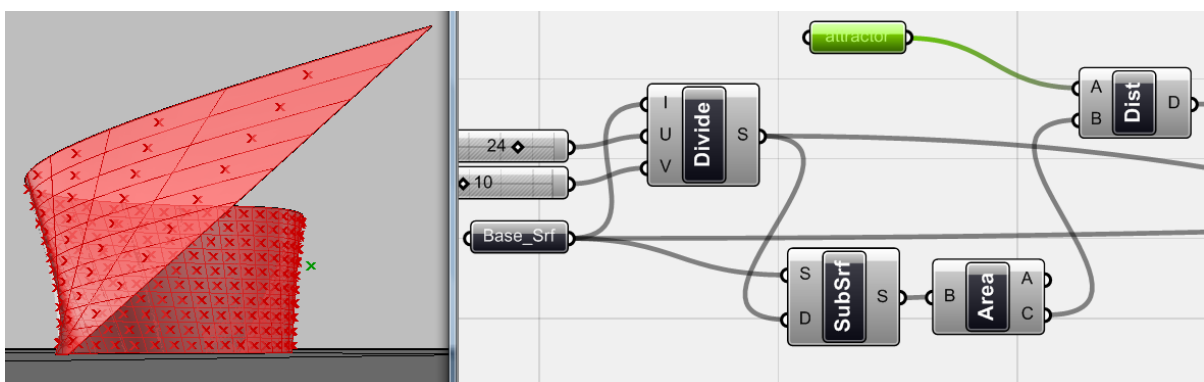 attractor
I
U
V
Divide
S
A
B
Dist
D
24
10
Base_Srf
S
D
SubSrf
S
B
Area
A
C